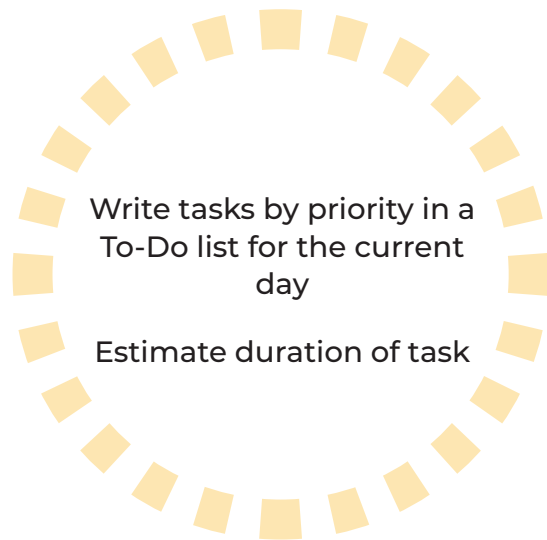 Write tasks by priority in a
To-Do list for the current
day
Estimate duration of task